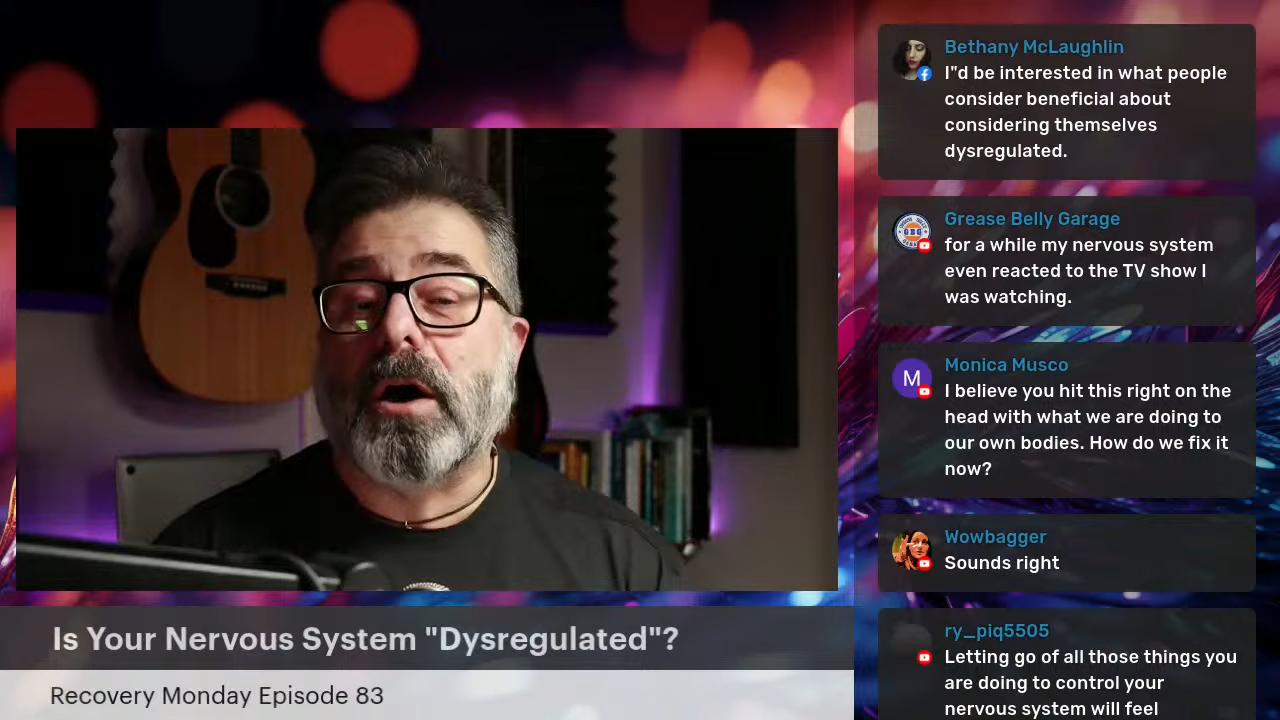 Bethany McLaughlin
I"d be interested in what people
consider beneficial about
considering themselves
dysregulated.
GBG
Grease Belly Garage
for a while my nervous system
even reacted to the TV show I
was watching.
M
Monica Musco
I believe you hit this right on the
head with what we are doing to
our own bodies. How do we fix it
now?
Wowbagger
Sounds right
ry_piq5505
Letting go of all those things you
are doing to control your
nervous system will feel
Is Your Nervous System "Dysregulated"?
Recovery Monday Episode 83